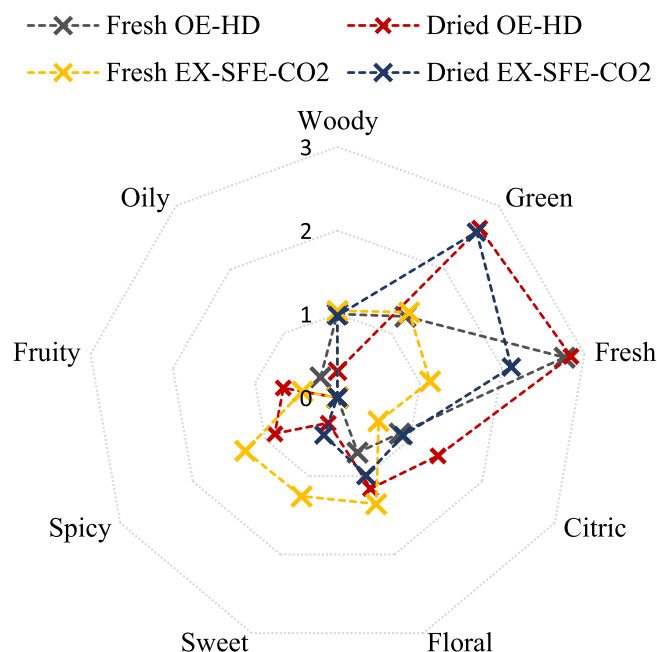 Fresh OE-HD Dried OE-HD
Fresh EX-SFE-CO2 Dried EX-SFE-CO2
Woody
3
Oily Green
2
1
Fruity Fresh
0
Spicy Citric
Sweet Floral